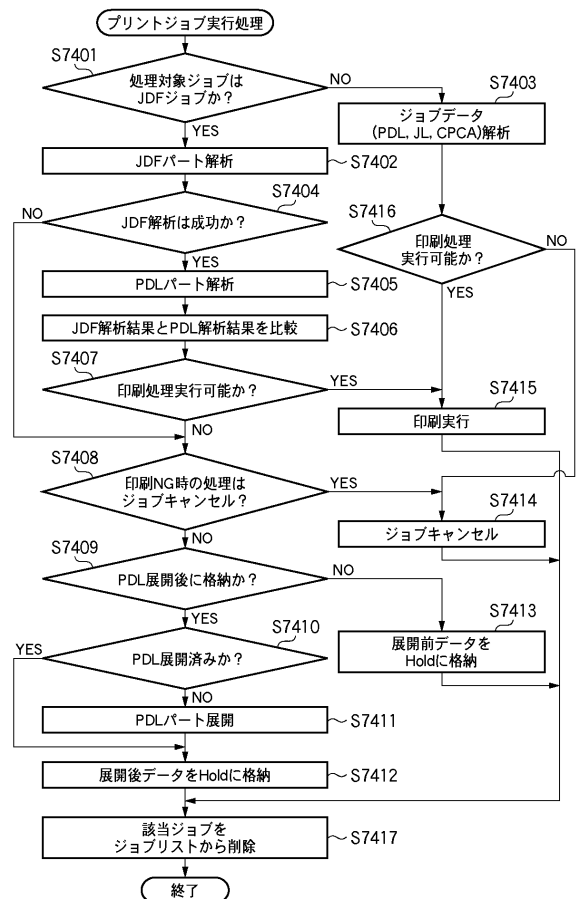 プリントジョブ実行処理
S7401
処理対象ジョブは
JDFジョブか？
NO
YES
S7403
ジョブデータ
(PDL, JL, CPCA)解析
JDFパート解析
S7402
S7404
JDF解析は成功か？
NO
YES
S7416
印刷処理
実行可能か？
NO
YES
PDLパート解析
S7405
JDF解析結果とPDL解析結果を比較
S7406
S7407
印刷処理実行可能か？
YES
NO
S7415
印刷実行
S7408
印刷NG時の処理は
ジョブキャンセル？
YES
NO
S7414
ジョブキャンセル
S7409
PDL展開後に格納か？
NO
YES
S7413
展開前データを
Holdに格納
S7410
PDL展開済みか？
YES
NO
PDLパート展開
S7411
展開後データをHoldに格納
S7412
該当ジョブを
ジョブリストから削除
S7417
終了